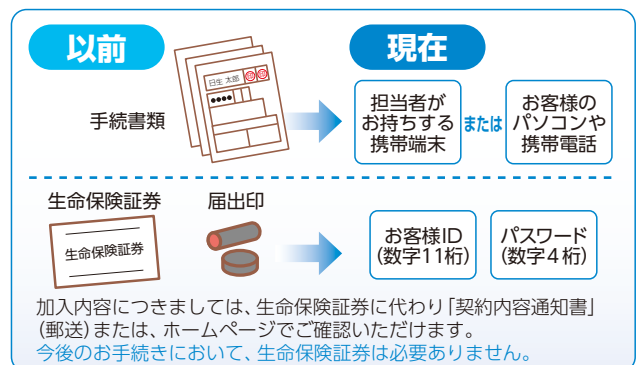 以前
現在
日生 太郎
手続書類
担当者が
お持ちする
携帯端末
または
お客様の
パソコンや
携帯電話
生命保険証券
届出印
生命保険証券
お客様ID
(数字11桁)
パスワード
(数字4桁)
加入内容につきましては、生命保険証券に代わり「契約内容通知書」
(郵送)または、ホームページでご確認いただけます。
今後のお手続きにおいて、生命保険証券は必要ありません。